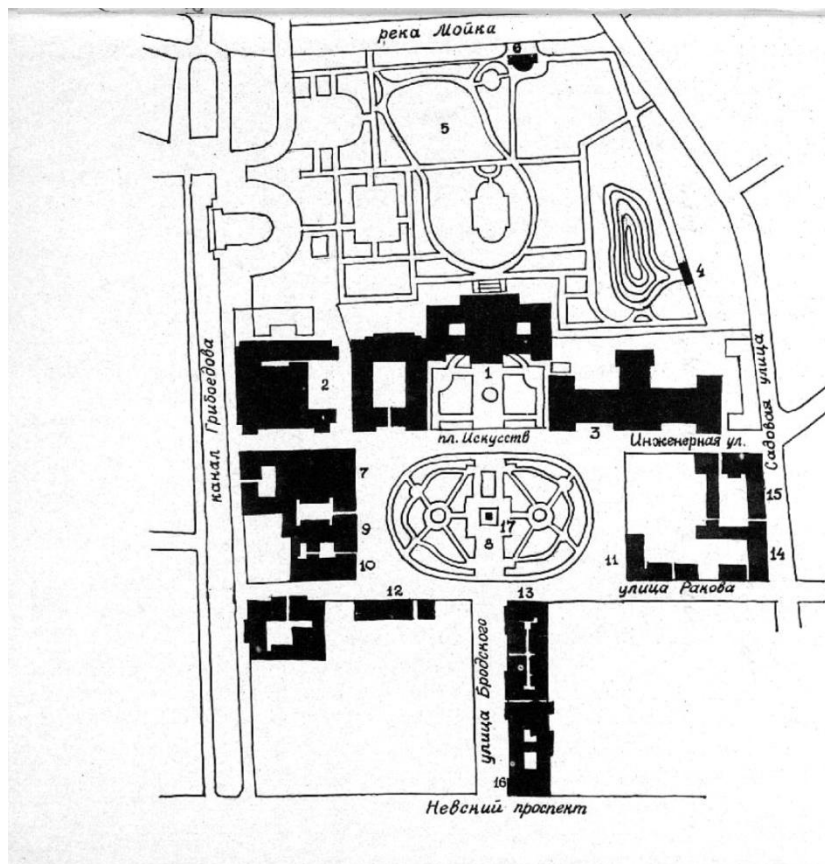 река Мойка
6
5
4
канал Грибоедова
2
1
Садовая улица
пл. Искусств
3
Инженерная ул.
7
15
17
9
8
14
10
11
улица Ракова
12
13
улица Бродского
16
Невский проспект